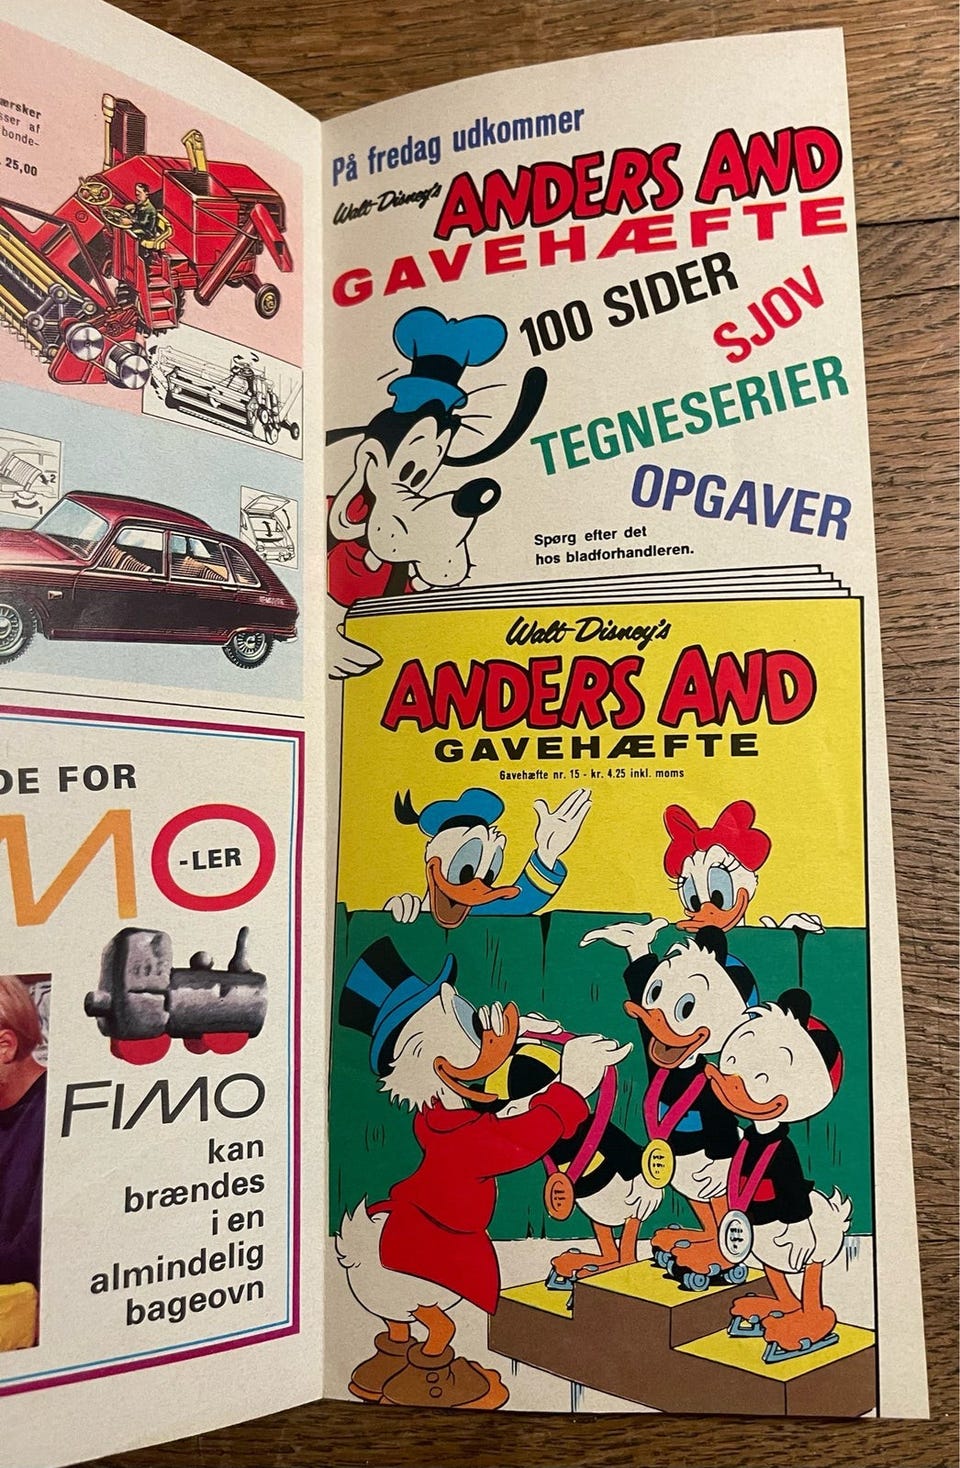 ærsker
sser af
bonde-
25,00
2
1
DE FOR
MO
-LER
FIMO
kan
brændes
i en
almindelig
bageovn
På fredag udkommer
Walt Disney's
ANDERS AND
GAVEHÆFTE
100 SIDER
SJOV
TEGNESERIER
OPGAVER
Spørg efter det
hos bladforhandleren.
Walt Disney's
ANDERS AND
GAVEHÆFTE
Gavehæfte nr. 15 - kr. 4.25 inkl. moms